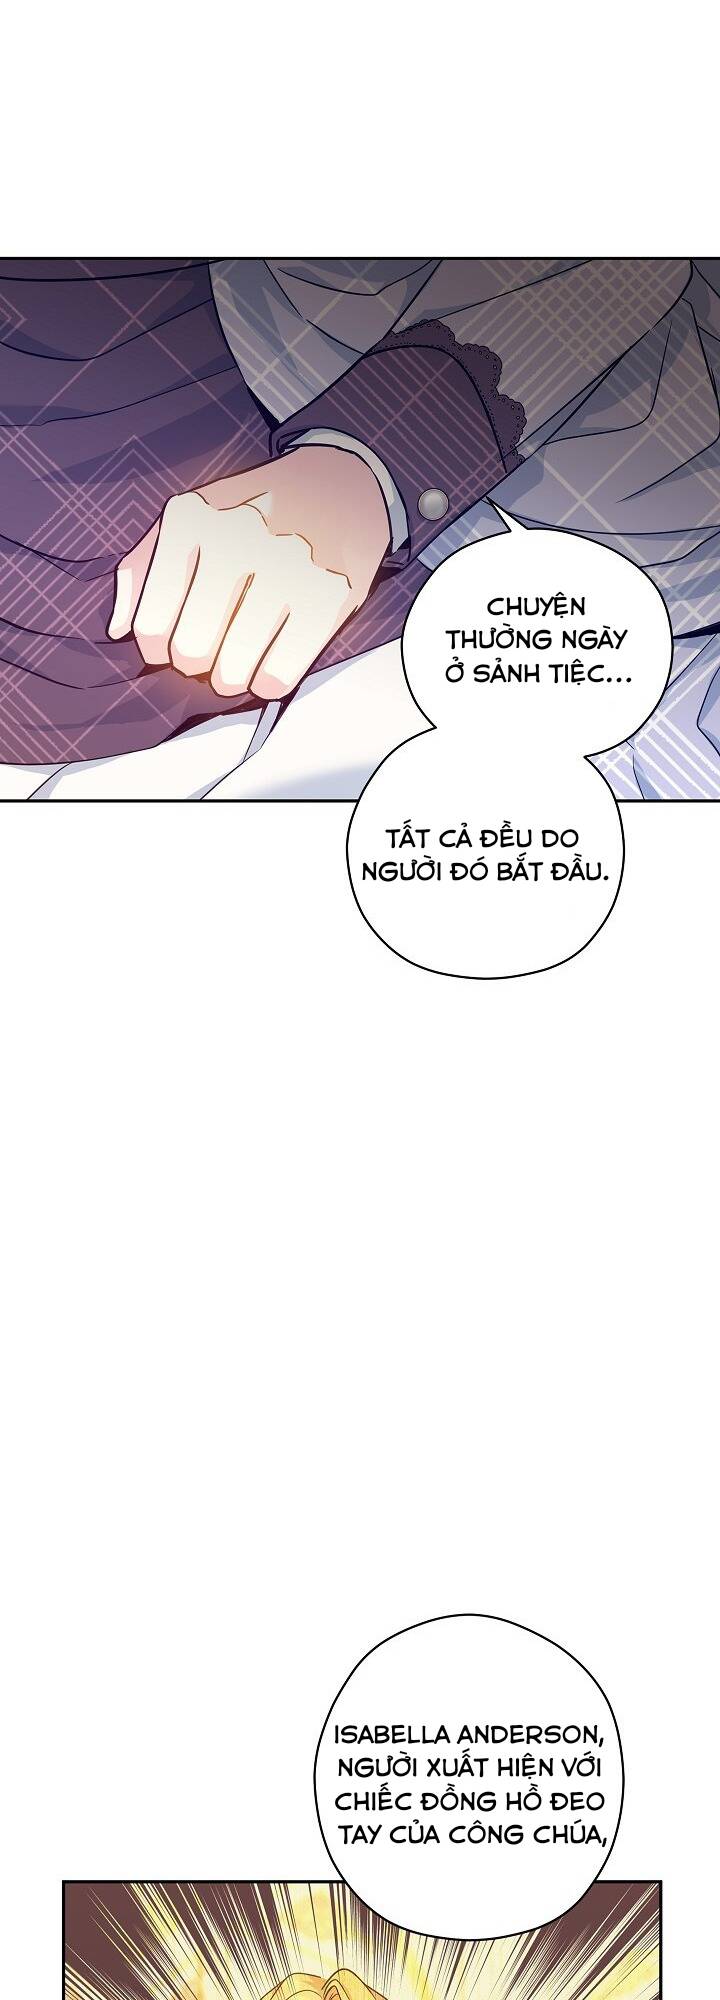 CHUYỆN
THƯỜNG NGÀY
Ở SẢNH TIỆC...
TẤT CẢ ĐỀU DO
NGƯỜI ĐÓ BẮT ĐẦU.
ISABELLA ANDERSON,
NGƯỜI XUẤT HIỆN VỚI
CHIẾC ĐỒNG HỒ ĐEO
TAY CỦA CÔNG CHÚA,